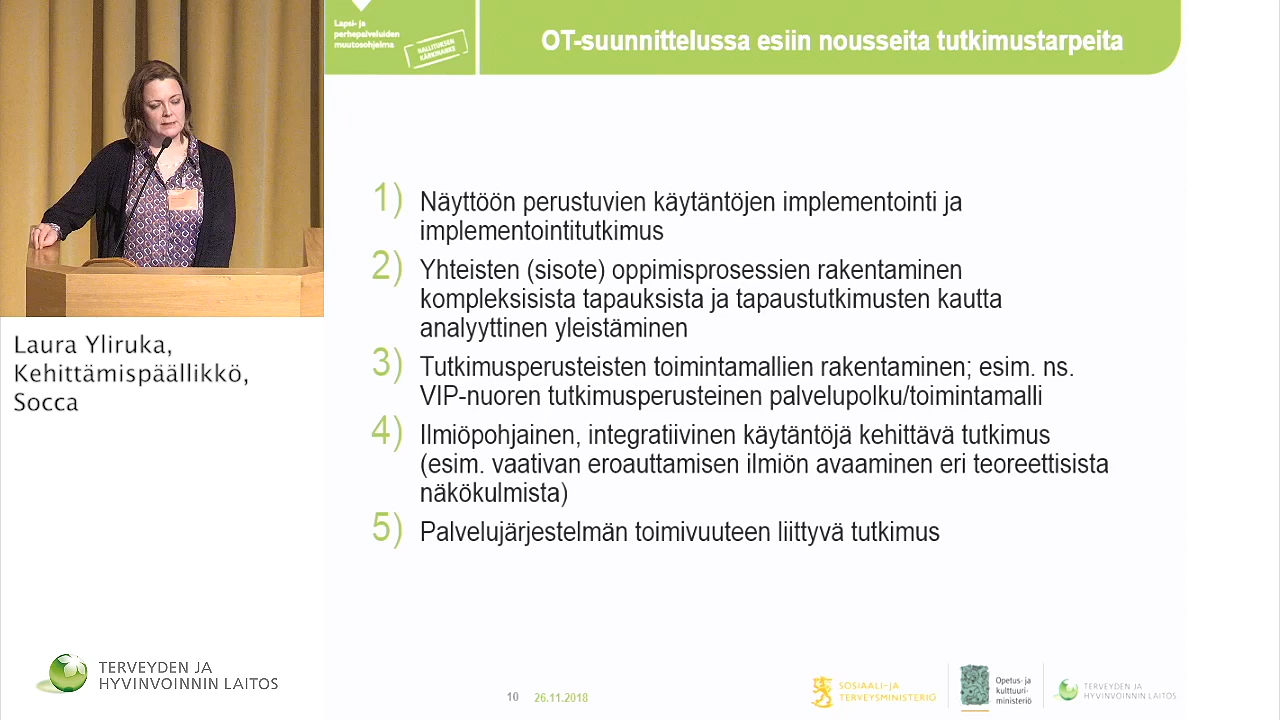 Lapsi- ja
perhepalveluiden
muutosohjelma
HALLITUKSEN
KÄRKIHANKE
OT-suunnittelussa esiin nousseita tutkimustarpeita
1) Näyttöön perustuvien käytäntöjen implementointi ja
implementointitutkimus
2) Yhteisten (sisote) oppimisprosessien rakentaminen
kompleksisista tapauksista ja tapaustutkimusten kautta
analyyttinen yleistäminen
3) Tutkimusperusteisten toimintamallien rakentaminen; esim. ns.
VIP-nuoren tutkimusperusteinen palvelupolku/toimintamalli
4) Ilmiöpohjainen, integratiivinen käytäntöjä kehittävä tutkimus
(esim. vaativan eroauttamisen ilmiön avaaminen eri teoreettisista
näkökulmista)
5) Palvelujärjestelmän toimivuuteen liittyvä tutkimus
Laura Yliruka,
Kehittämispäällikkö,
Socca
TERVEYDEN JA
HYVINVOINNIN LAITOS
10 26.11.2018
SOSIAALI- JA
TERVEYSMINISTERIÖ
Opetus- ja
kulttuuri-
ministeriö
TERVEYDEN JA
HYVINVOINNIN LAITOS